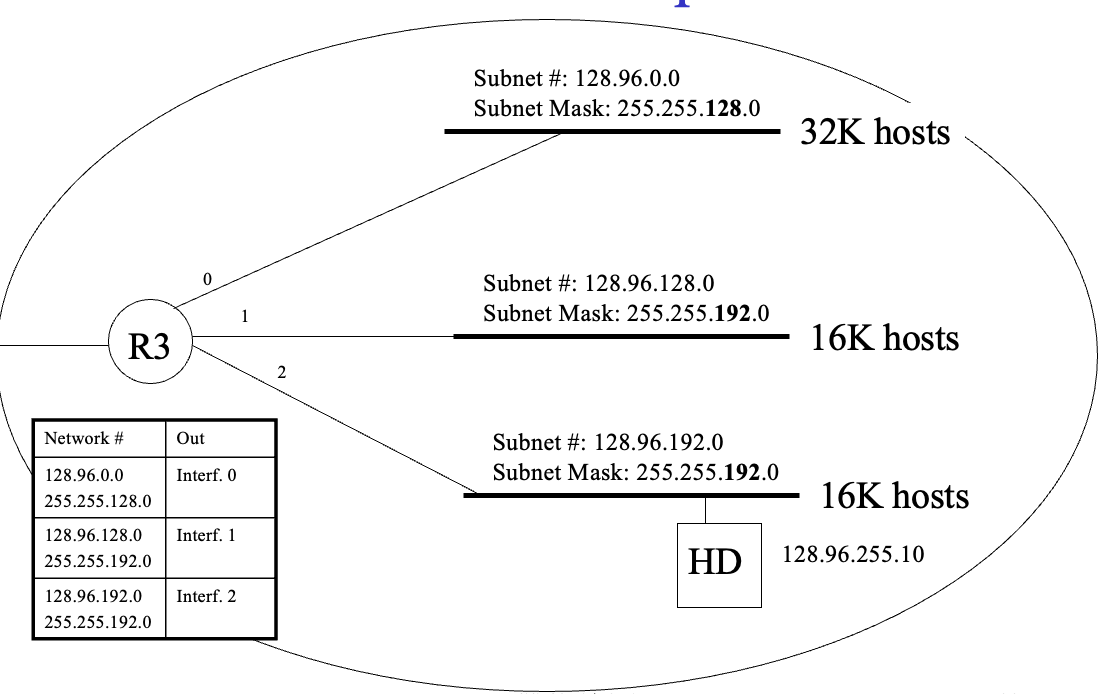 Subnet #: 128.96.0.0
Subnet Mask: 255.255.128.0
32K hosts
0
Subnet #: 128.96.128.0
Subnet Mask: 255.255.192.0
1
16K hosts
R3
2
Network #
Out
128.96.0.0
255.255.128.0
Interf. 0
128.96.128.0
255.255.192.0
Interf. 1
128.96.192.0
255.255.192.0
Interf. 2
Subnet #: 128.96.192.0
Subnet Mask: 255.255.192.0
16K hosts
HD
128.96.255.10